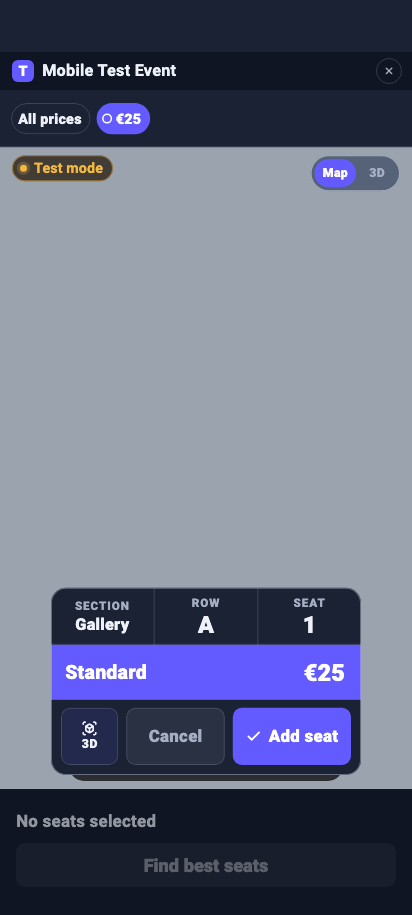 T Mobile Test Event
All prices €25
Test mode
Map 3D
SECTION ROW SEAT
Gallery A 1
Standard €25
3D Cancel Add seat
No seats selected
Find best seats